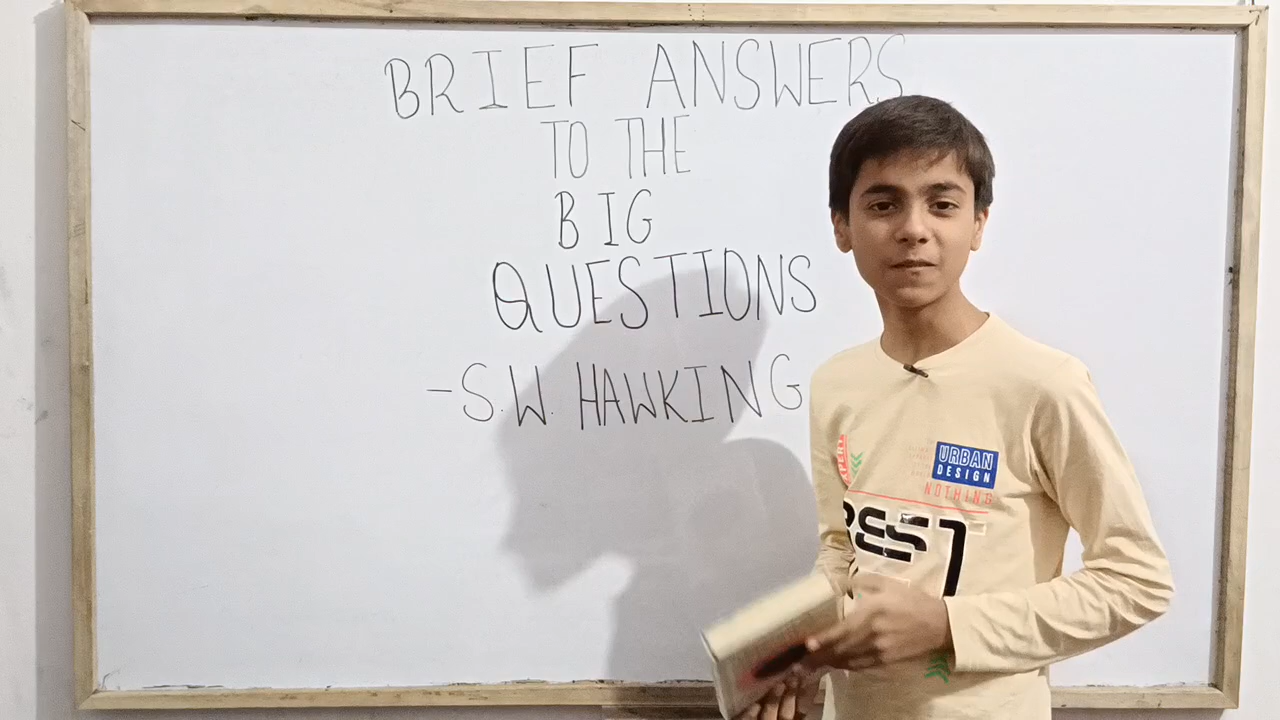 BRIEF ANSWERS
TO THE
BIG
QUESTIONS
-S.W. HAWKING
URBAN
DESIGN
NOTHING